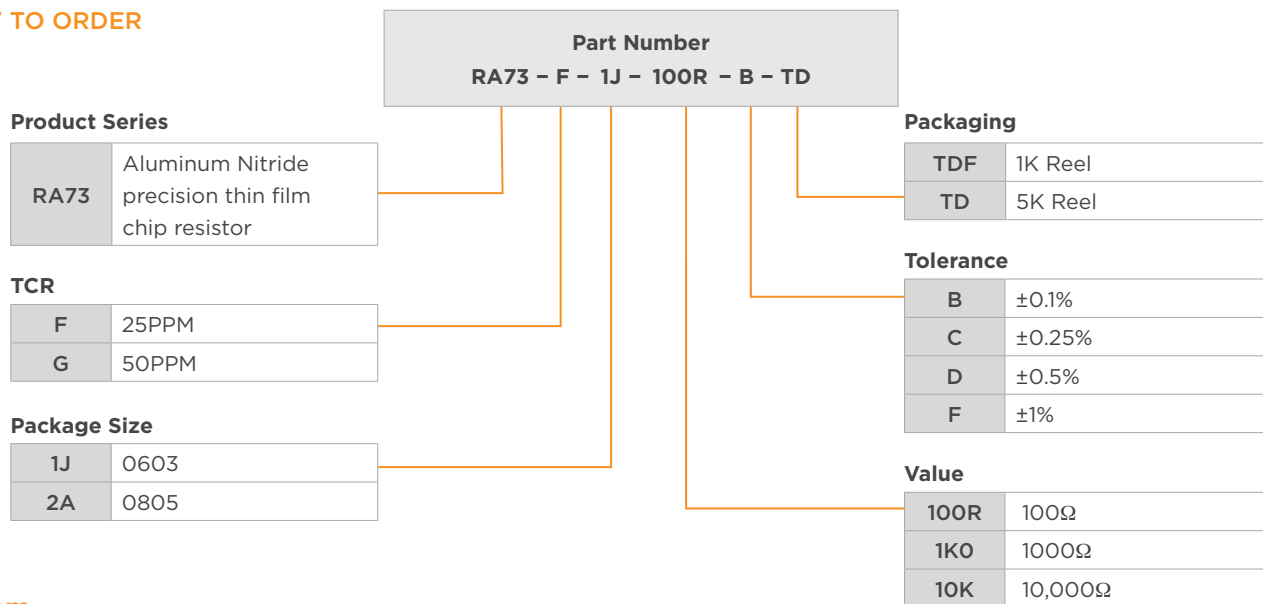 TO ORDER
Part Number
RA73 – F – 1J – 100R – B – TD
Product Series
RA73
Aluminum Nitride
precision thin film
chip resistor
TCR
F 25PPM
G 50PPM
Package Size
1J 0603
2A 0805
Packaging
TDF 1K Reel
TD 5K Reel
Tolerance
B ±0.1%
C ±0.25%
D ±0.5%
F ±1%
Value
100R 100Ω
1K0 1000Ω
10K 10,000Ω